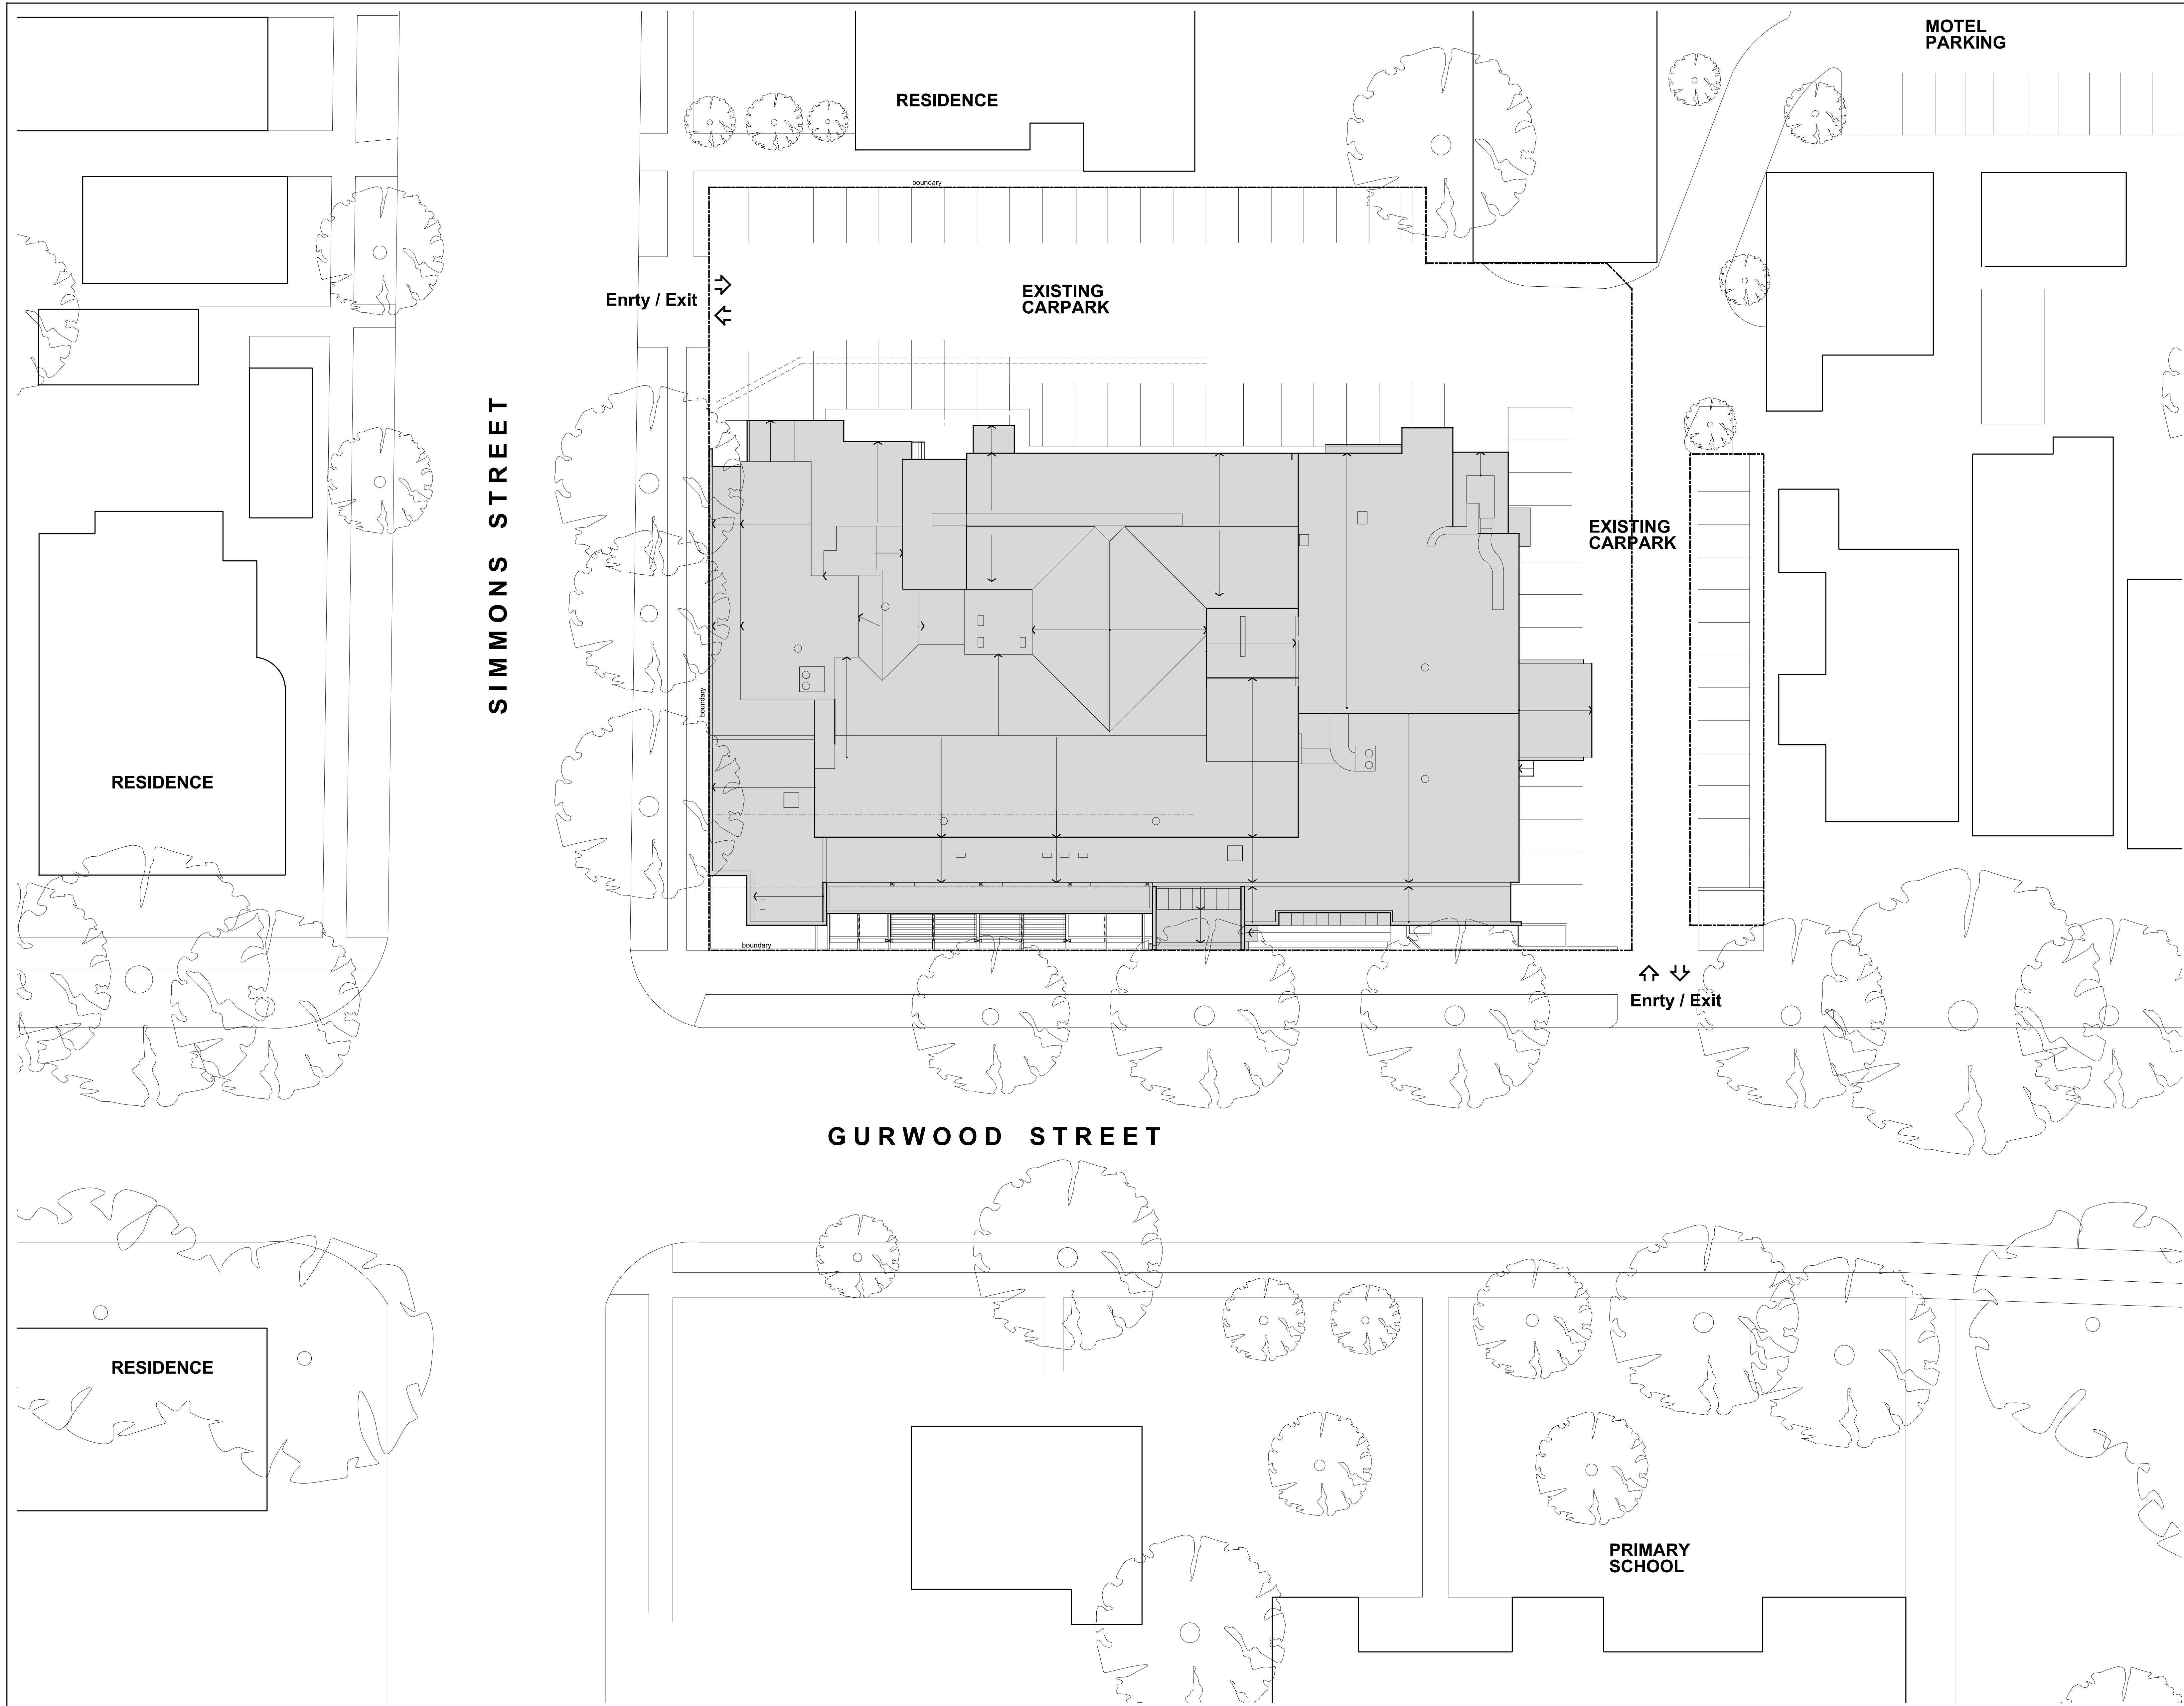 MOTEL
PARKING
RESIDENCE
boundary
Enrty / Exit
EXISTING
CARPARK
SIMMONS STREET
EXISTING
CARPARK
boundary
RESIDENCE
boundary
Enrty / Exit
GURWOOD STREET
RESIDENCE
PRIMARY
SCHOOL